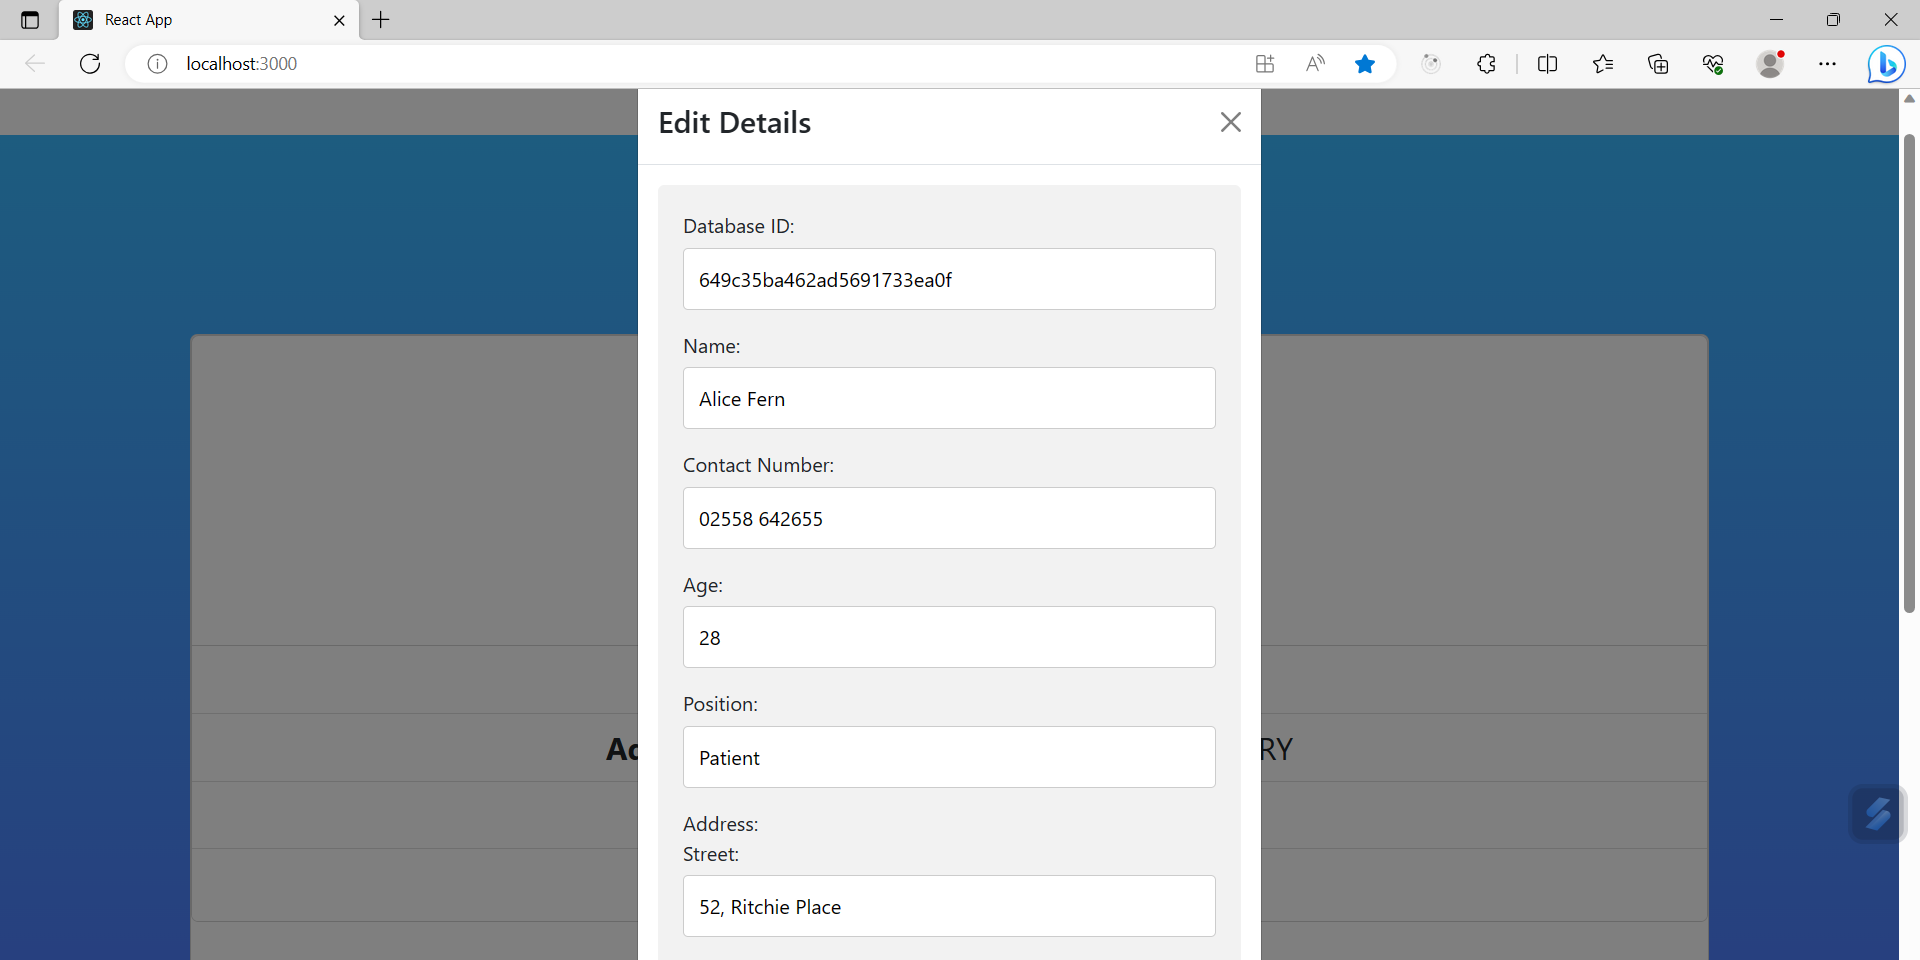 React App
localhost:3000
Edit Details
Database ID:
649c35ba462ad5691733ea0f
Name:
Alice Fern
Contact Number:
02558 642655
Age:
28
Position:
Patient
Ad
RY
Address:
Street:
52, Ritchie Place